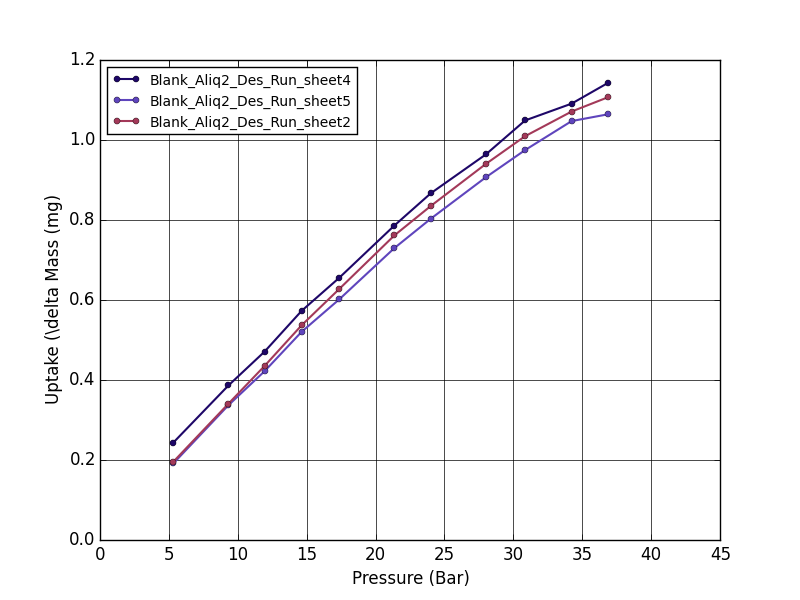 Blank_Aliq2_Des_Run_sheet4
Blank_Aliq2_Des_Run_sheet5
Blank_Aliq2_Des_Run_sheet2
1.2
1.0
0.8
0.6
0.4
0.2
0.0
Uptake (\delta Mass (mg)
0 5 10 15 20 25 30 35 40 45
Pressure (Bar)